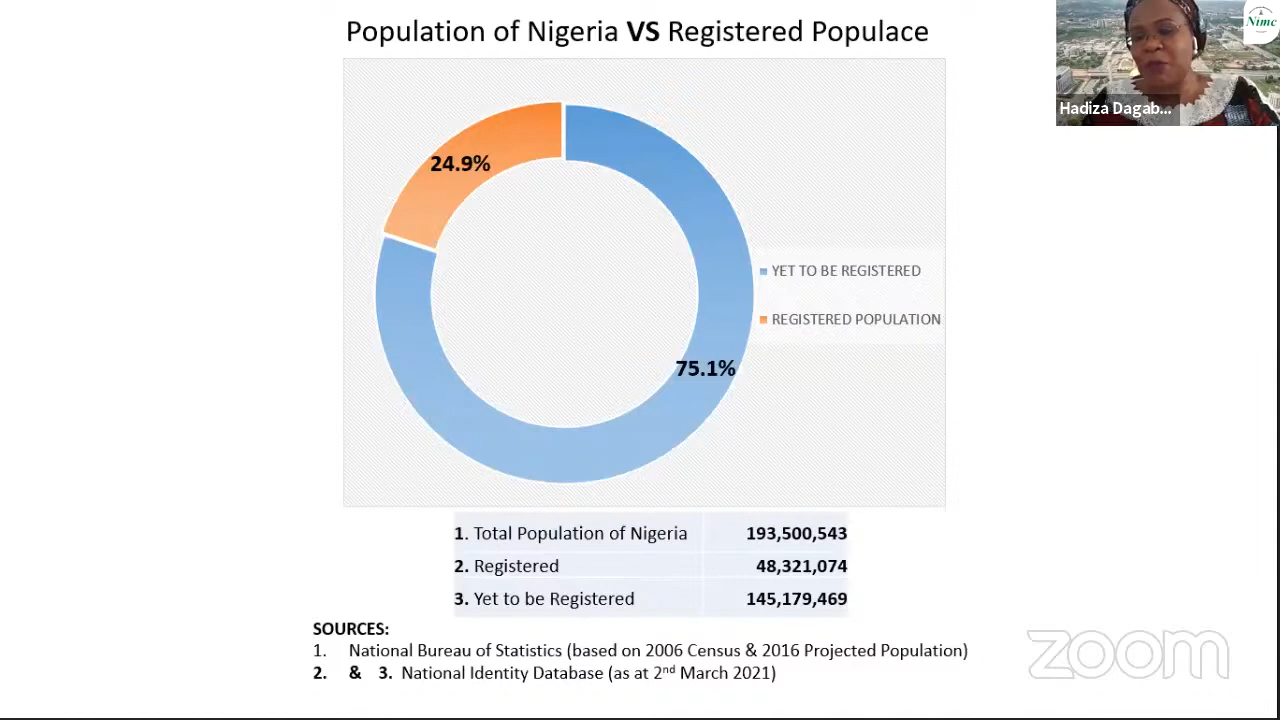 Population of Nigeria VS Registered Populace
Nimc
Hadiza Dagab...
24.9%
YET TO BE REGISTERED
REGISTERED POPULATION
75.1%
1. Total Population of Nigeria 193,500,543
2. Registered 48,321,074
3. Yet to be Registered 145,179,469
SOURCES:
1. National Bureau of Statistics (based on 2006 Census & 2016 Projected Population)
2. & 3. National Identity Database (as at 2nd March 2021)
zoom